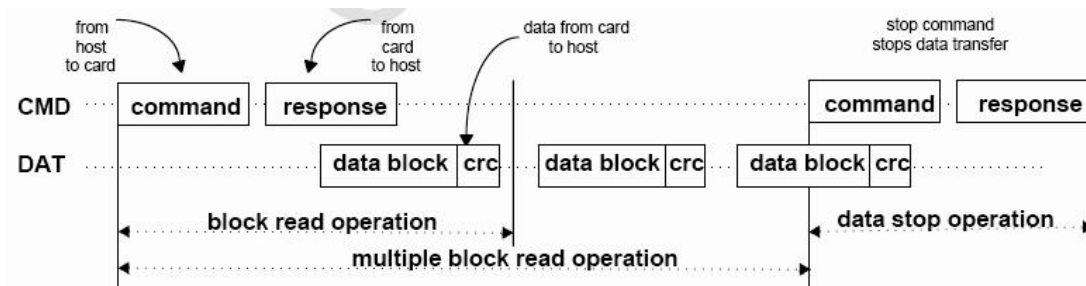 from
host
to card
from
card
to host
data from card
to host
stop command
stops data transfer
CMD
command
response
command
response
DAT
data block
crc
data block
crc
data block
crc
block read operation
data stop operation
multiple block read operation